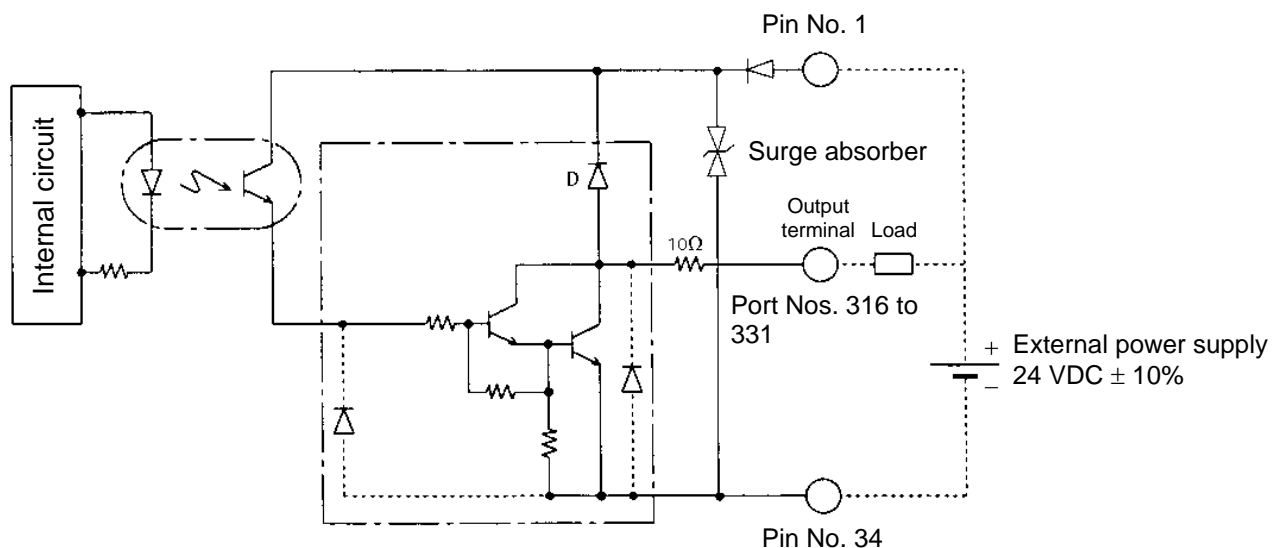 Pin No. 1
Internal circuit
Surge absorber
D
Output
terminal
Load
10Ω
Port Nos. 316 to
331
+
External power supply
−
24 VDC ± 10%
Pin No. 34